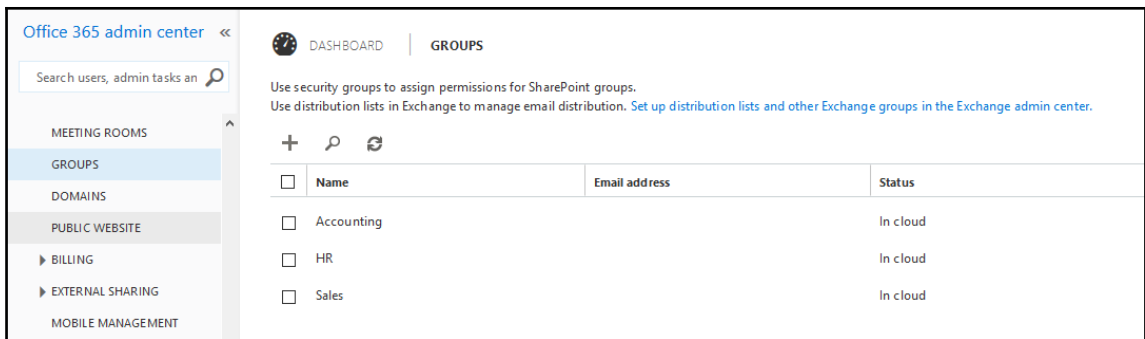 Office 365 admin center «
Search users, admin tasks an
MEETING ROOMS
GROUPS
DOMAINS
PUBLIC WEBSITE
BILLING
EXTERNAL SHARING
MOBILE MANAGEMENT
DASHBOARD | GROUPS
Use security groups to assign permissions for SharePoint groups.
Use distribution lists in Exchange to manage email distribution. Set up distribution lists and other Exchange groups in the Exchange admin center.
Name Email address Status
Accounting In cloud
HR In cloud
Sales In cloud